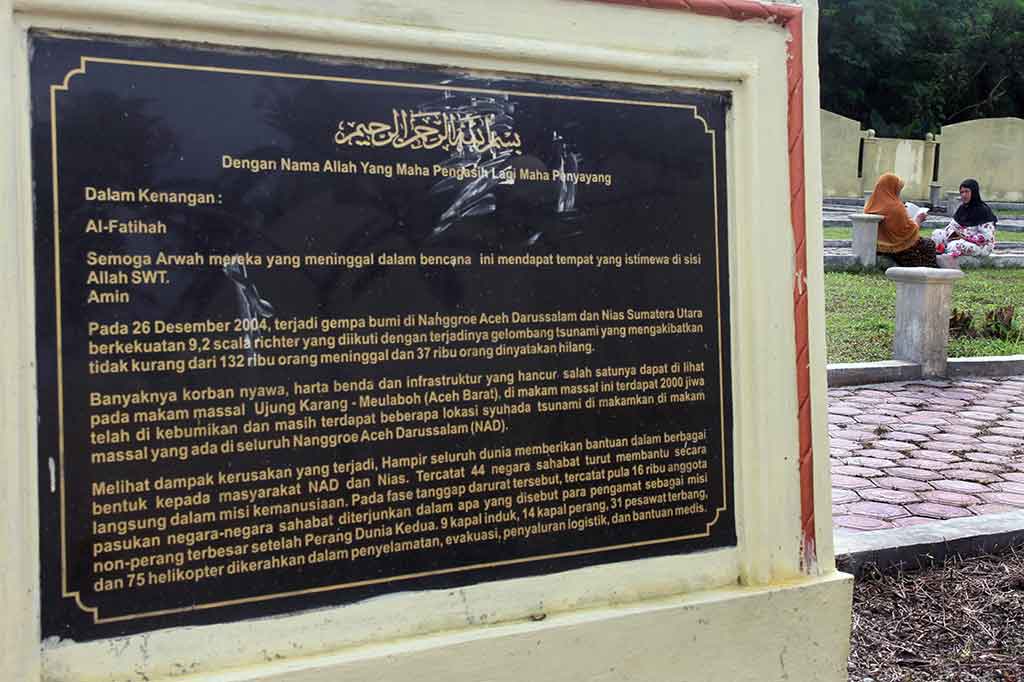 بسم الله الرحمن الرحيم
Dengan Nama Allah Yang Maha Pengasih Lagi Maha Penyayang
Dalam Kenangan :
Al-Fatihah
Semoga Arwah mereka yang meninggal dalam bencana ini mendapat tempat yang istimewa di sisi
Allah SWT.
Amin
Pada 26 Desember 2004, terjadi gempa bumi di Nanggroe Aceh Darussalam dan Nias Sumatera Utara
berkekuatan 9,2 scala richter yang diikuti dengan terjadinya gelombang tsunami yang mengakibatkan
tidak kurang dari 132 ribu orang meninggal dan 37 ribu orang dinyatakan hilang.
Banyaknya korban nyawa, harta benda dan infrastruktur yang hancur salah satunya dapat di lihat
pada makam massal Ujung Karang - Meulaboh (Aceh Barat), di makam massal ini terdapat 2000 jiwa
telah di kebumikan dan masih terdapat beberapa lokasi syuhada tsunami di makamkan di makam
massal yang ada di seluruh Nanggroe Aceh Darussalam (NAD).
Melihat dampak kerusakan yang terjadi, Hampir seluruh dunia memberikan bantuan dalam berbagai
bentuk kepada masyarakat NAD dan Nias. Tercatat 44 negara sahabat turut membantu secara
langsung dalam misi kemanusiaan. Pada fase tanggap darurat tersebut, tercatat pula 16 ribu anggota
pasukan negara-negara sahabat diterjunkan dalam apa yang disebut para pengamat sebagai misi
non-perang terbesar setelah Perang Dunia Kedua. 9 kapal induk, 14 kapal perang, 31 pesawat terbang,
dan 75 helikopter dikerahkan dalam penyelamatan, evakuasi, penyaluran logistik, dan bantuan medis.